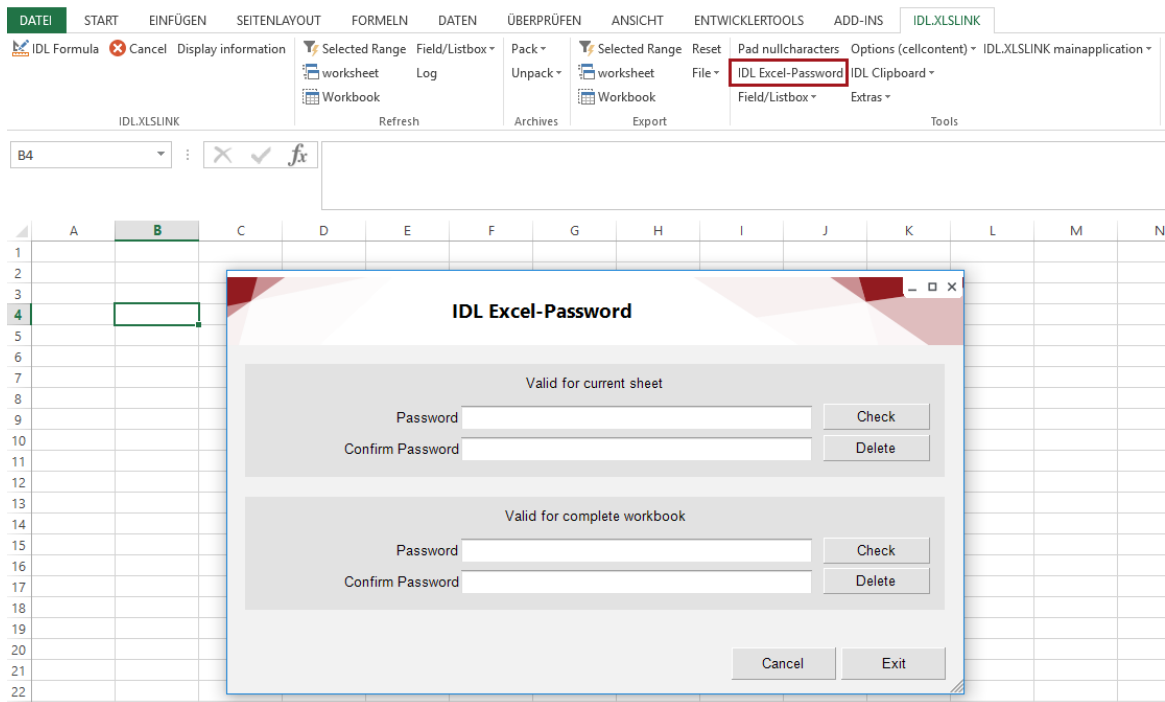 DATEI START EINFÜGEN SEITENLAYOUT FORMELN DATEN ÜBERPRÜFEN ANSICHT ENTWICKLERTOOLS ADD-INS IDL.XLSLINK
IDL Formula Cancel Display information Selected Range Field/Listbox Pack Selected Range Reset Pad nullcharacters Options (cellcontent) IDL.XLSLINK mainapplication
worksheet Log Unpack worksheet File IDL Excel-Password IDL Clipboard
Workbook Workbook Field/Listbox Extras
IDL.XLSLINK Refresh Archives Export Tools
B4 fx
A B C D E F G H I J K L M N
1
2
3
IDL Excel-Password
4
5
6
7
Valid for current sheet
8
9
Password Check
10
Confirm Password Delete
11
12
13
14
Valid for complete workbook
15
Password Check
16
17
Confirm Password Delete
18
19
20
21
Cancel Exit
22